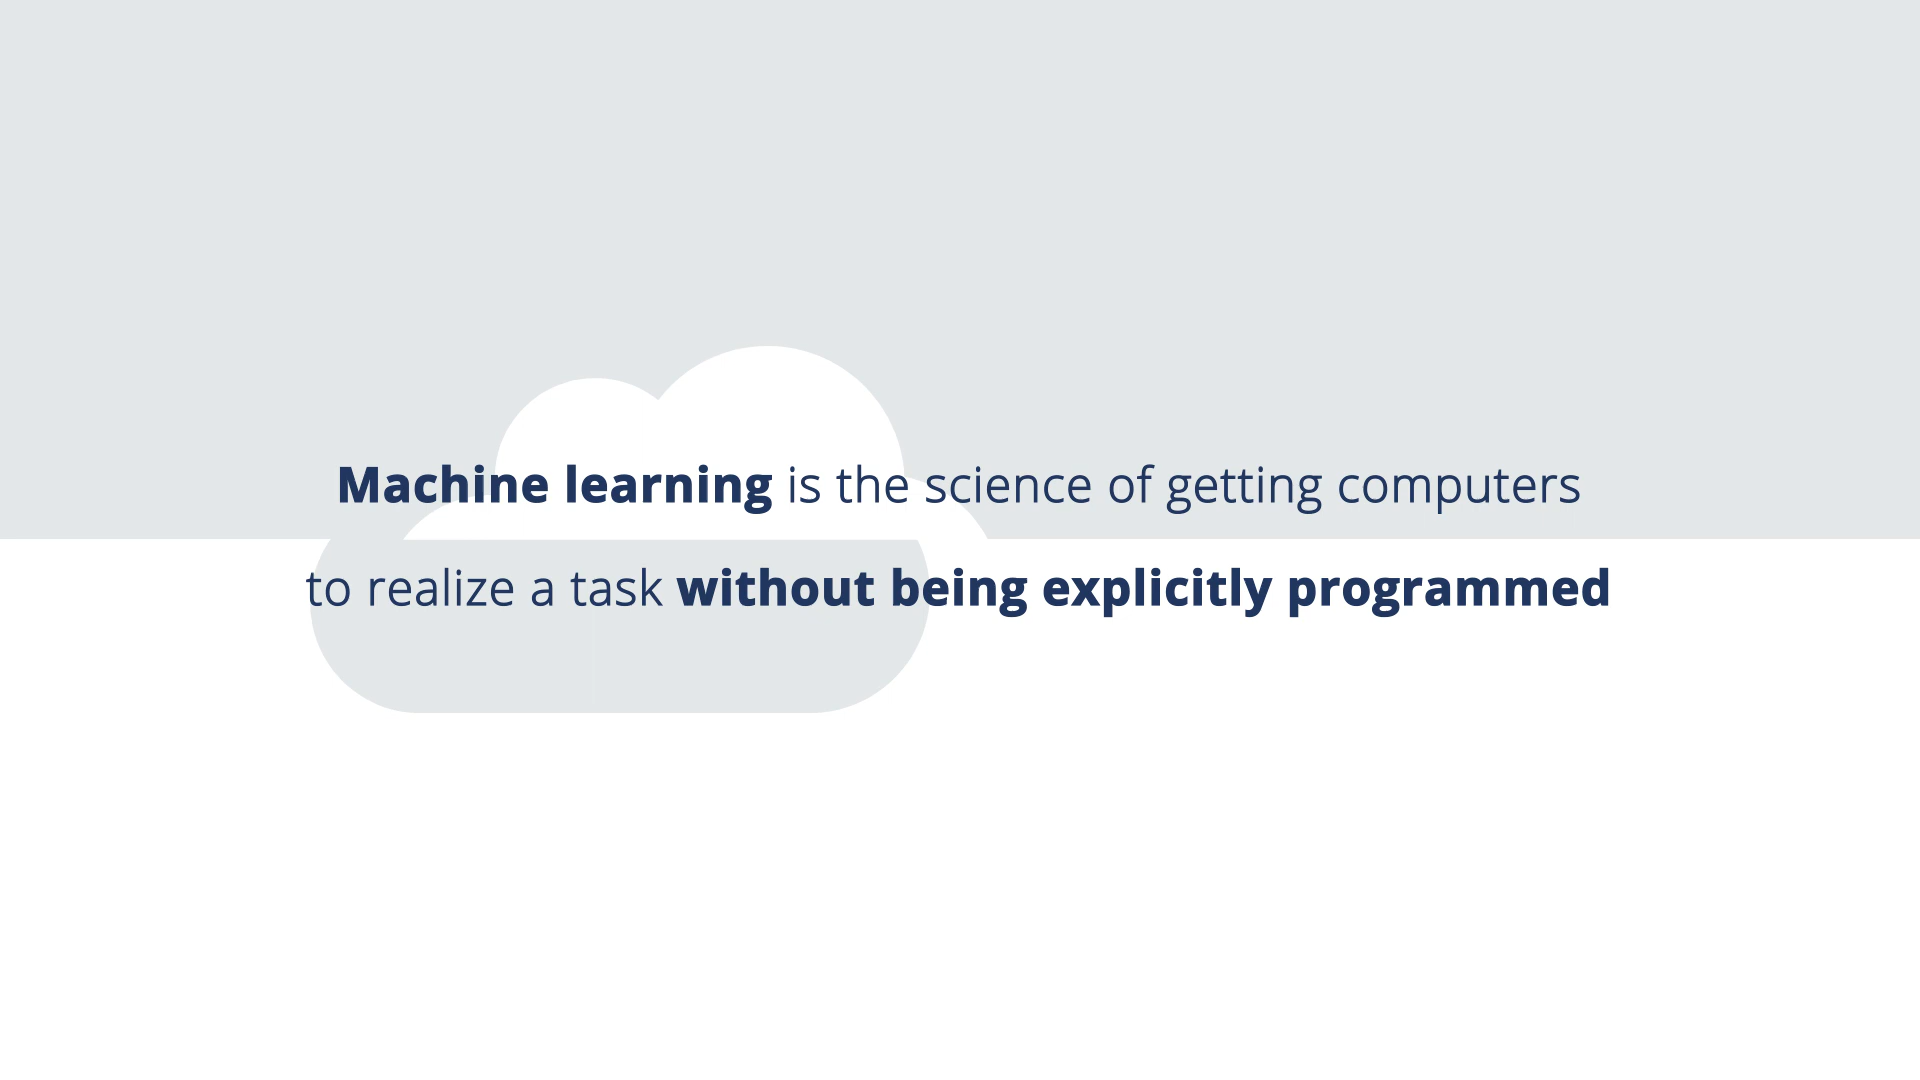 Machine learning is the science of getting computers
to realize a task without being explicitly programmed